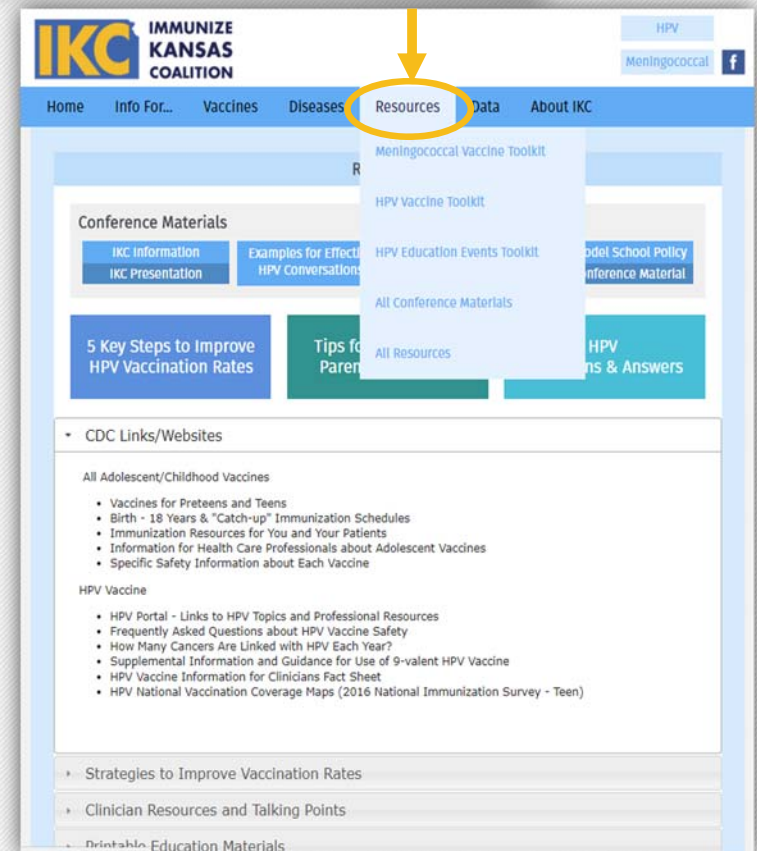 IKC
IMMUNIZE
KANSAS
COALITION
HPV
Meningococcal
f
Home Info For... Vaccines Diseases Resources Data About IKC
Meningococcal Vaccine Toolkit
HPV Vaccine Toolkit
HPV Education Events Toolkit
All Conference Materials
All Resources
R
Conference Materials
IKC Information
IKC Presentation
Examples for Effecti
HPV Conversations
odel School Policy
nference Material
5 Key Steps to Improve
HPV Vaccination Rates
Tips fo
Paren
HPV
ns & Answers
CDC Links/Websites
All Adolescent/Childhood Vaccines
• Vaccines for Preteens and Teens
• Birth - 18 Years & "Catch-up" Immunization Schedules
• Immunization Resources for You and Your Patients
• Information for Health Care Professionals about Adolescent Vaccines
• Specific Safety Information about Each Vaccine
HPV Vaccine
• HPV Portal - Links to HPV Topics and Professional Resources
• Frequently Asked Questions about HPV Vaccine Safety
• How Many Cancers Are Linked with HPV Each Year?
• Supplemental Information and Guidance for Use of 9-valent HPV Vaccine
• HPV Vaccine Information for Clinicians Fact Sheet
• HPV National Vaccination Coverage Maps (2016 National Immunization Survey - Teen)
Strategies to Improve Vaccination Rates
Clinician Resources and Talking Points
Printable Education Materials